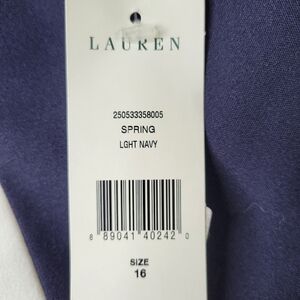 LAUREN
250533358005
SPRING
LGHT NAVY
8 89041 40242 0
SIZE
16